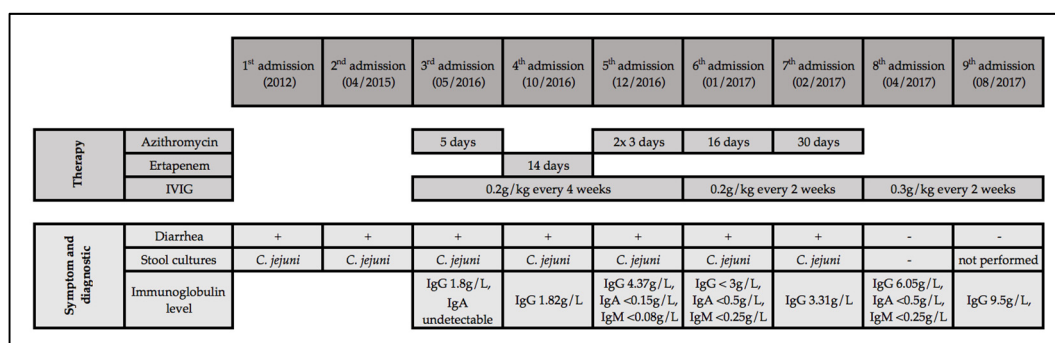 1st admission (2012)
2nd admission (04/2015)
3rd admission (05/2016)
4th admission (10/2016)
5th admission (12/2016)
6th admission (01/2017)
7th admission (02/2017)
8th admission (04/2017)
9th admission (08/2017)
Therapy
Azithromycin 5 days 2x 3 days 16 days 30 days
Ertapenem 14 days
IVIG 0.2g/kg every 4 weeks 0.2g/kg every 2 weeks 0.3g/kg every 2 weeks
Symptom and diagnostic
Diarrhea + + + + + + + - -
Stool cultures C. jejuni C. jejuni C. jejuni C. jejuni C. jejuni C. jejuni C. jejuni - not performed
Immunoglobulin level
IgG 1.8g/L, IgA undetectable
IgG 1.82g/L
IgG 4.37g/L, IgA <0.15g/L, IgM <0.08g/L
IgG < 3g/L, IgA <0.5g/L, IgM <0.25g/L
IgG 3.31g/L
IgG 6.05g/L, IgA <0.5g/L, IgM <0.25g/L
IgG 9.5g/L,